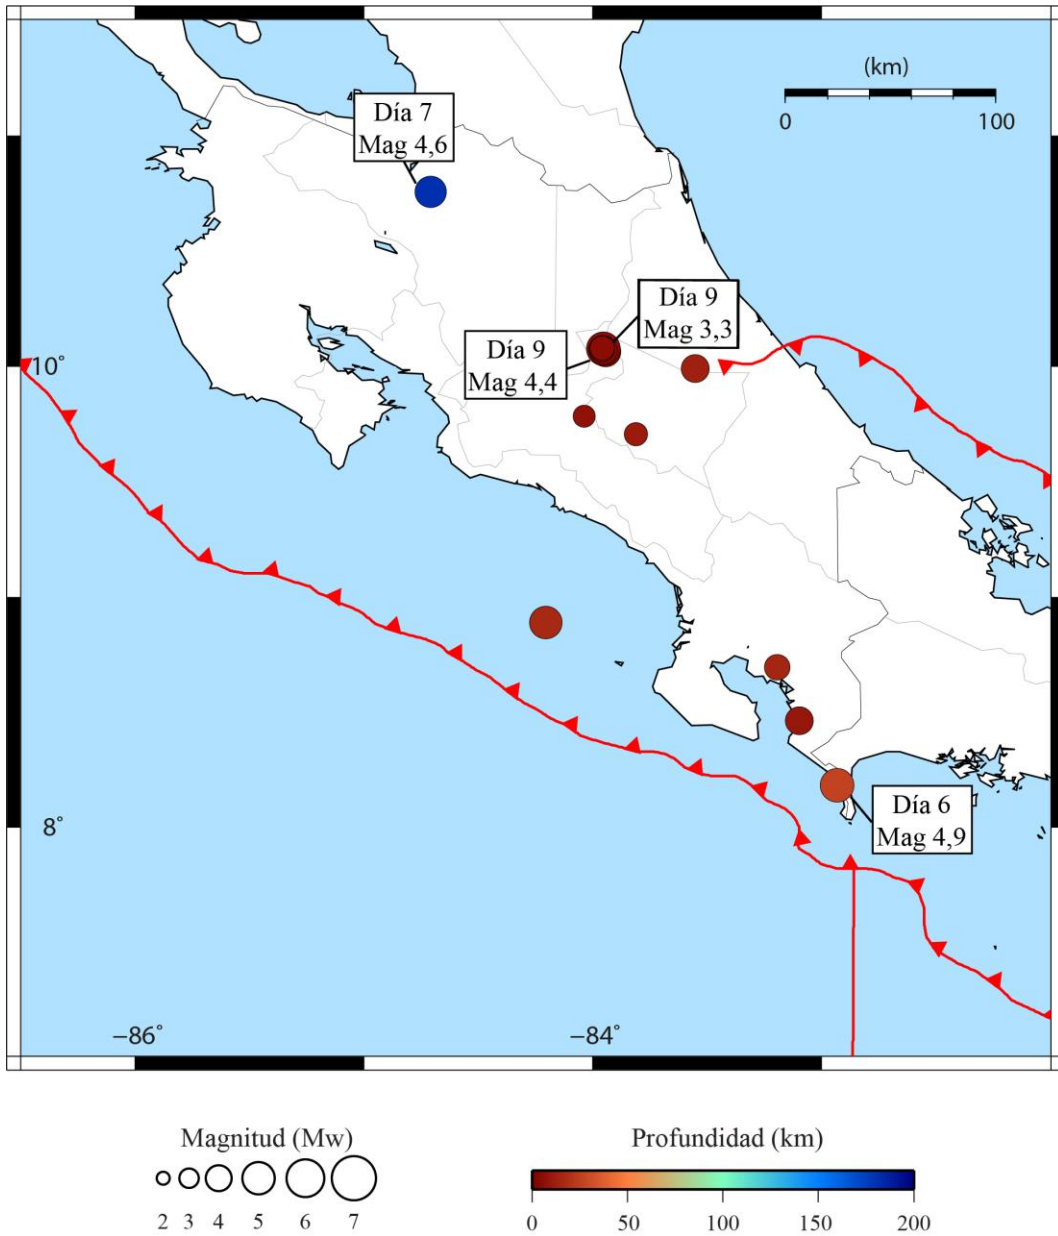 (km)
0 100
Día 7
Mag 4,6
Día 9
Mag 3,3
Día 9
Mag 4,4
10°
Día 6
Mag 4,9
8°
−86° −84°
Magnitud (Mw)
2 3 4 5 6 7
Profundidad (km)
0 50 100 150 200